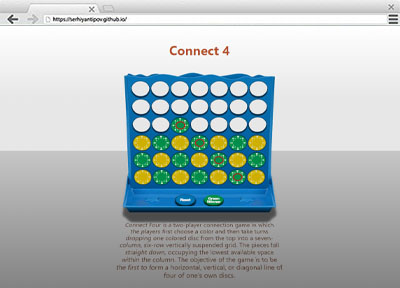 https://serhiyantipov.github.io/
Connect 4
Reset
Green
Winner
Connect Four is a two-player connection game in which
the players first choose a color and then take turns
dropping one colored disc from the top into a seven-
column, six-row vertically suspended grid. The pieces fall
straight down, occupying the lowest available space
within the column. The objective of the game is to be
the first to form a horizontal, vertical, or diagonal line of
four of one's own discs.